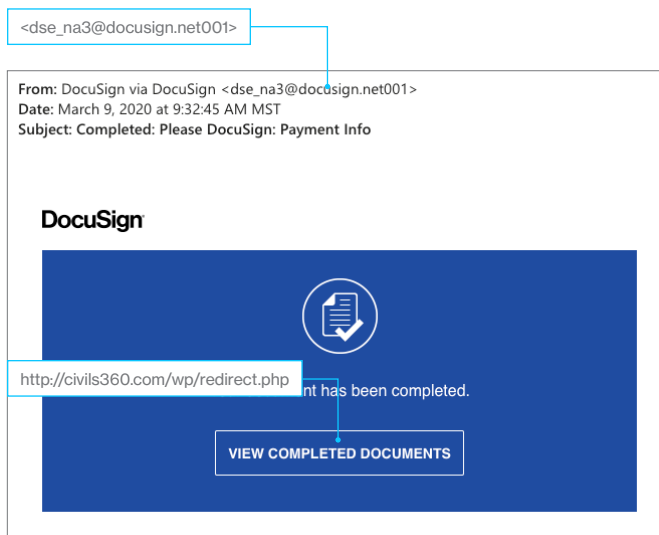 <dse_na3@docusign.net001>
From: DocuSign via DocuSign <dse_na3@docusign.net001>
Date: March 9, 2020 at 9:32:45 AM MST
Subject: Completed: Please DocuSign: Payment Info
DocuSign
http://civils360.com/wp/redirect.php
has been completed.
VIEW COMPLETED DOCUMENTS